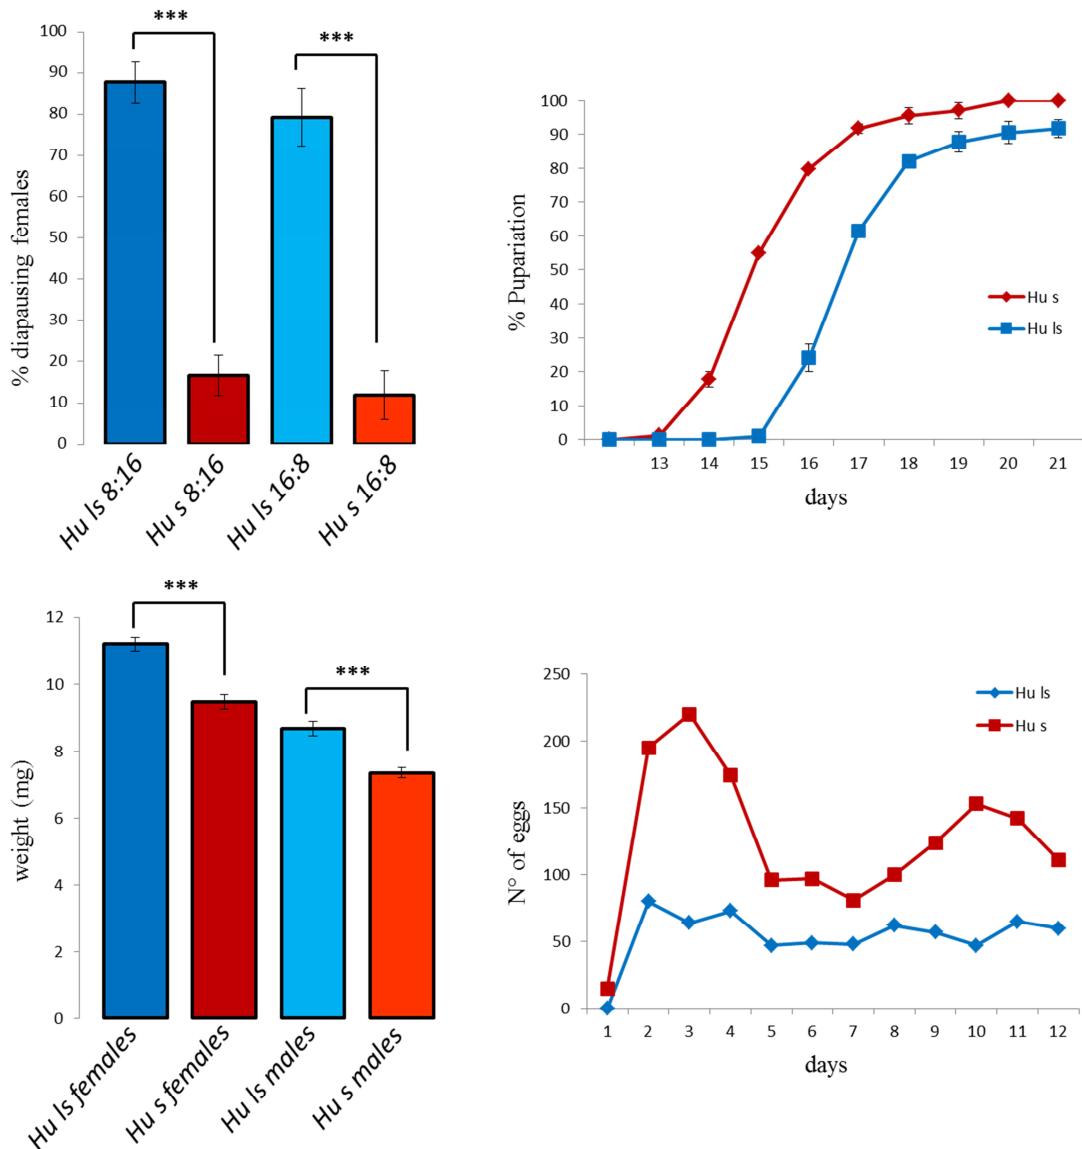 ***
***
100
90
80
70
60
50
40
30
20
10
0
% diapausing females
Hu ls 8:16
Hu s 8:16
Hu ls 16:8
Hu s 16:8
100
90
80
70
60
50
40
30
20
10
0
% Pupariation
Hu s
Hu ls
13 14 15 16 17 18 19 20 21
days
***
***
12
10
8
6
4
2
0
weight (mg)
Hu ls females
Hu s females
Hu ls males
Hu s males
250
200
150
100
50
0
N° of eggs
Hu ls
Hu s
1 2 3 4 5 6 7 8 9 10 11 12
days